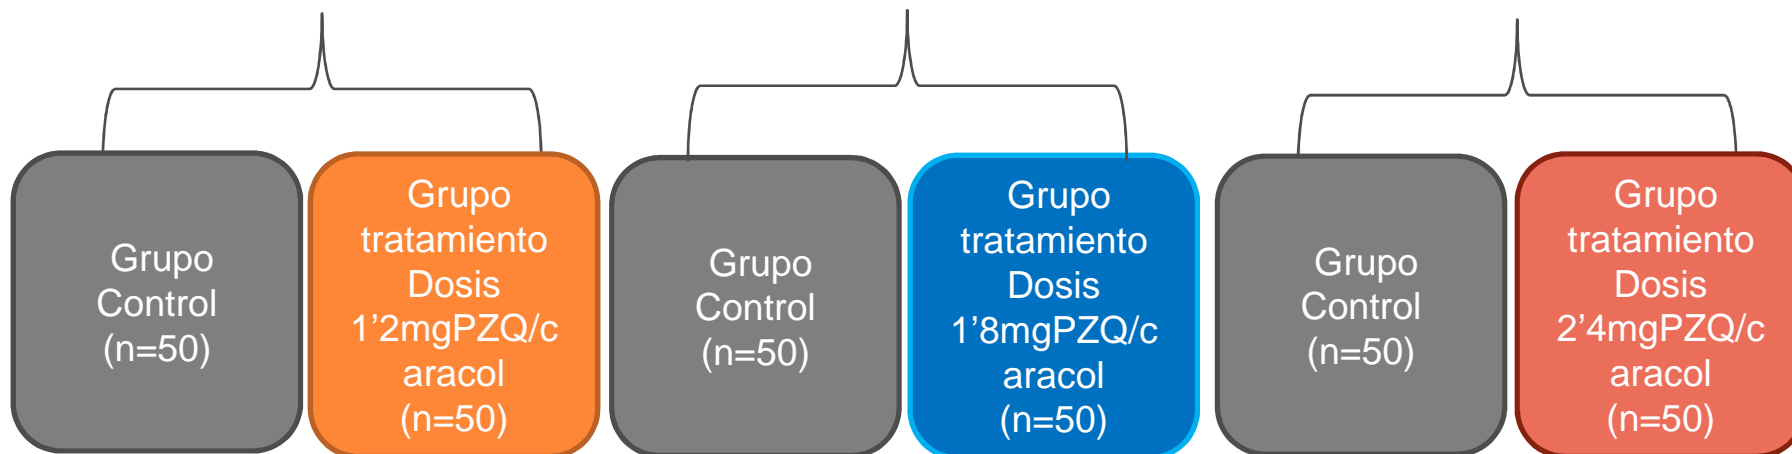 Grupo
Control
(n=50)
Grupo
tratamiento
Dosis
1’2mgPZQ/c
aracol
(n=50)
Grupo
Control
(n=50)
Grupo
tratamiento
Dosis
1’8mgPZQ/c
aracol
(n=50)
Grupo
Control
(n=50)
Grupo
tratamiento
Dosis
2’4mgPZQ/c
aracol
(n=50)